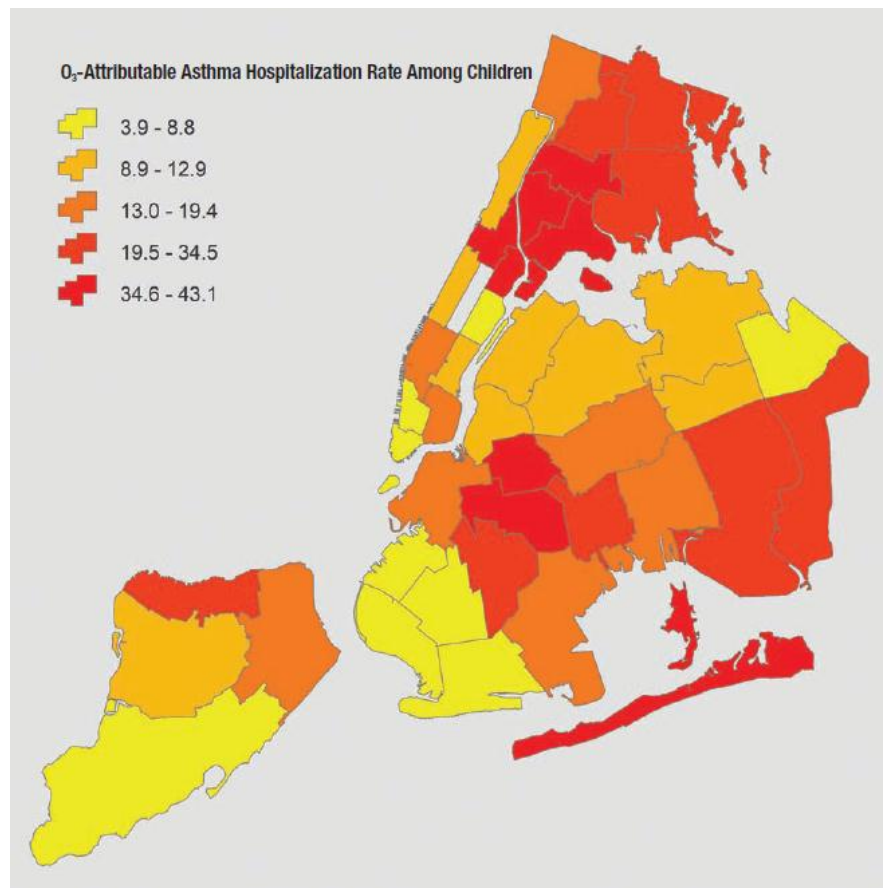 O₃-Attributable Asthma Hospitalization Rate Among Children
3.9 - 8.8
8.9 - 12.9
13.0 - 19.4
19.5 - 34.5
34.6 - 43.1